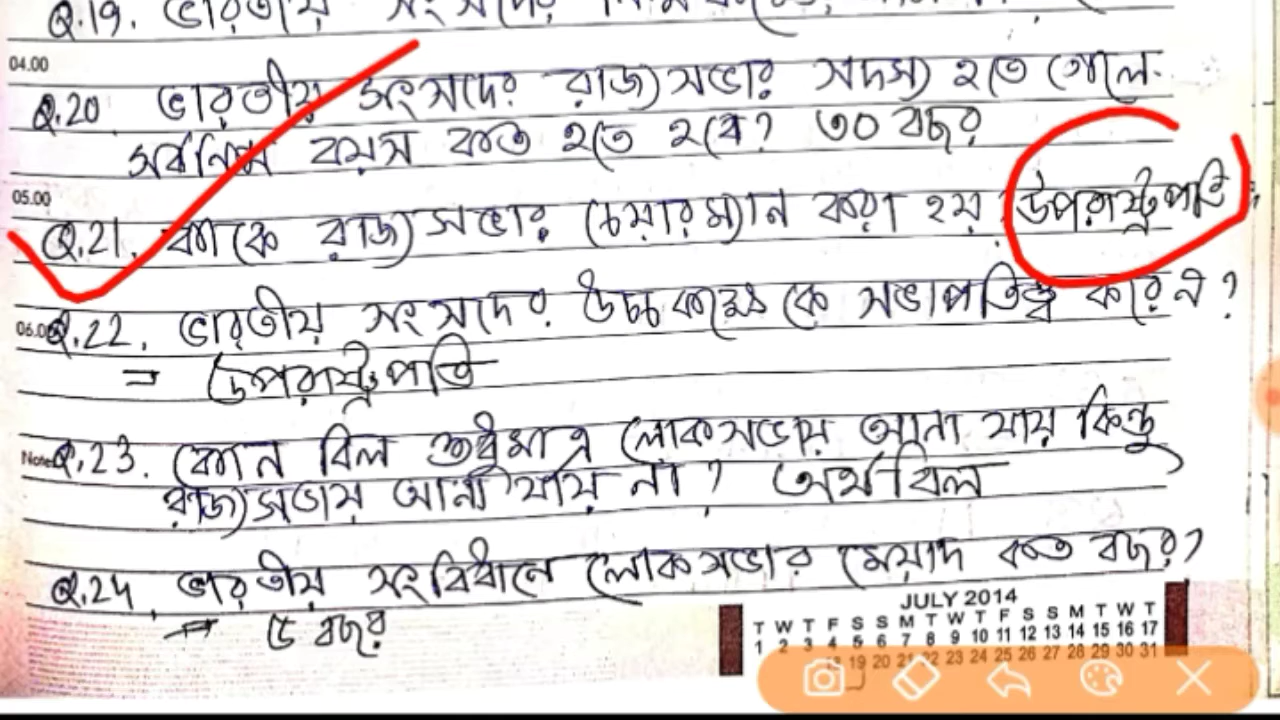 Q.19. ভারতীয় সংসদের
04.00
Q.20 ভারতীয় সংসদের রাজ্যসভার সদস্য হতে গেলে
সর্বনিম্ন বয়স কত হতে হবে? ৩০ বছর
05.00
Q.21. কাকে রাজ্যসভার চেয়ারম্যান করা হয়? উপরাষ্ট্রপতি
06.00
Q.22. ভারতীয় সংসদের উচ্চকক্ষে কে সভাপতিত্ব করেন?
= উপরাষ্ট্রপতি
Notes
Q.23. কোন বিল শুধুমাত্র লোকসভায় আনা যায় কিন্তু
রাজ্যসভায় আনা যায় না? অর্থবিল
Q.24. ভারতীয় সংবিধানে লোকসভার মেয়াদ কত বছর?
= ৫ বছর
JULY 2014
T W T F S S M T W T F S S M T W T
1 2 3 4 5 6 7 8 9 10 11 12 13 14 15 16 17
19 20 21 22 23 24 25 26 27 28 29 30 31